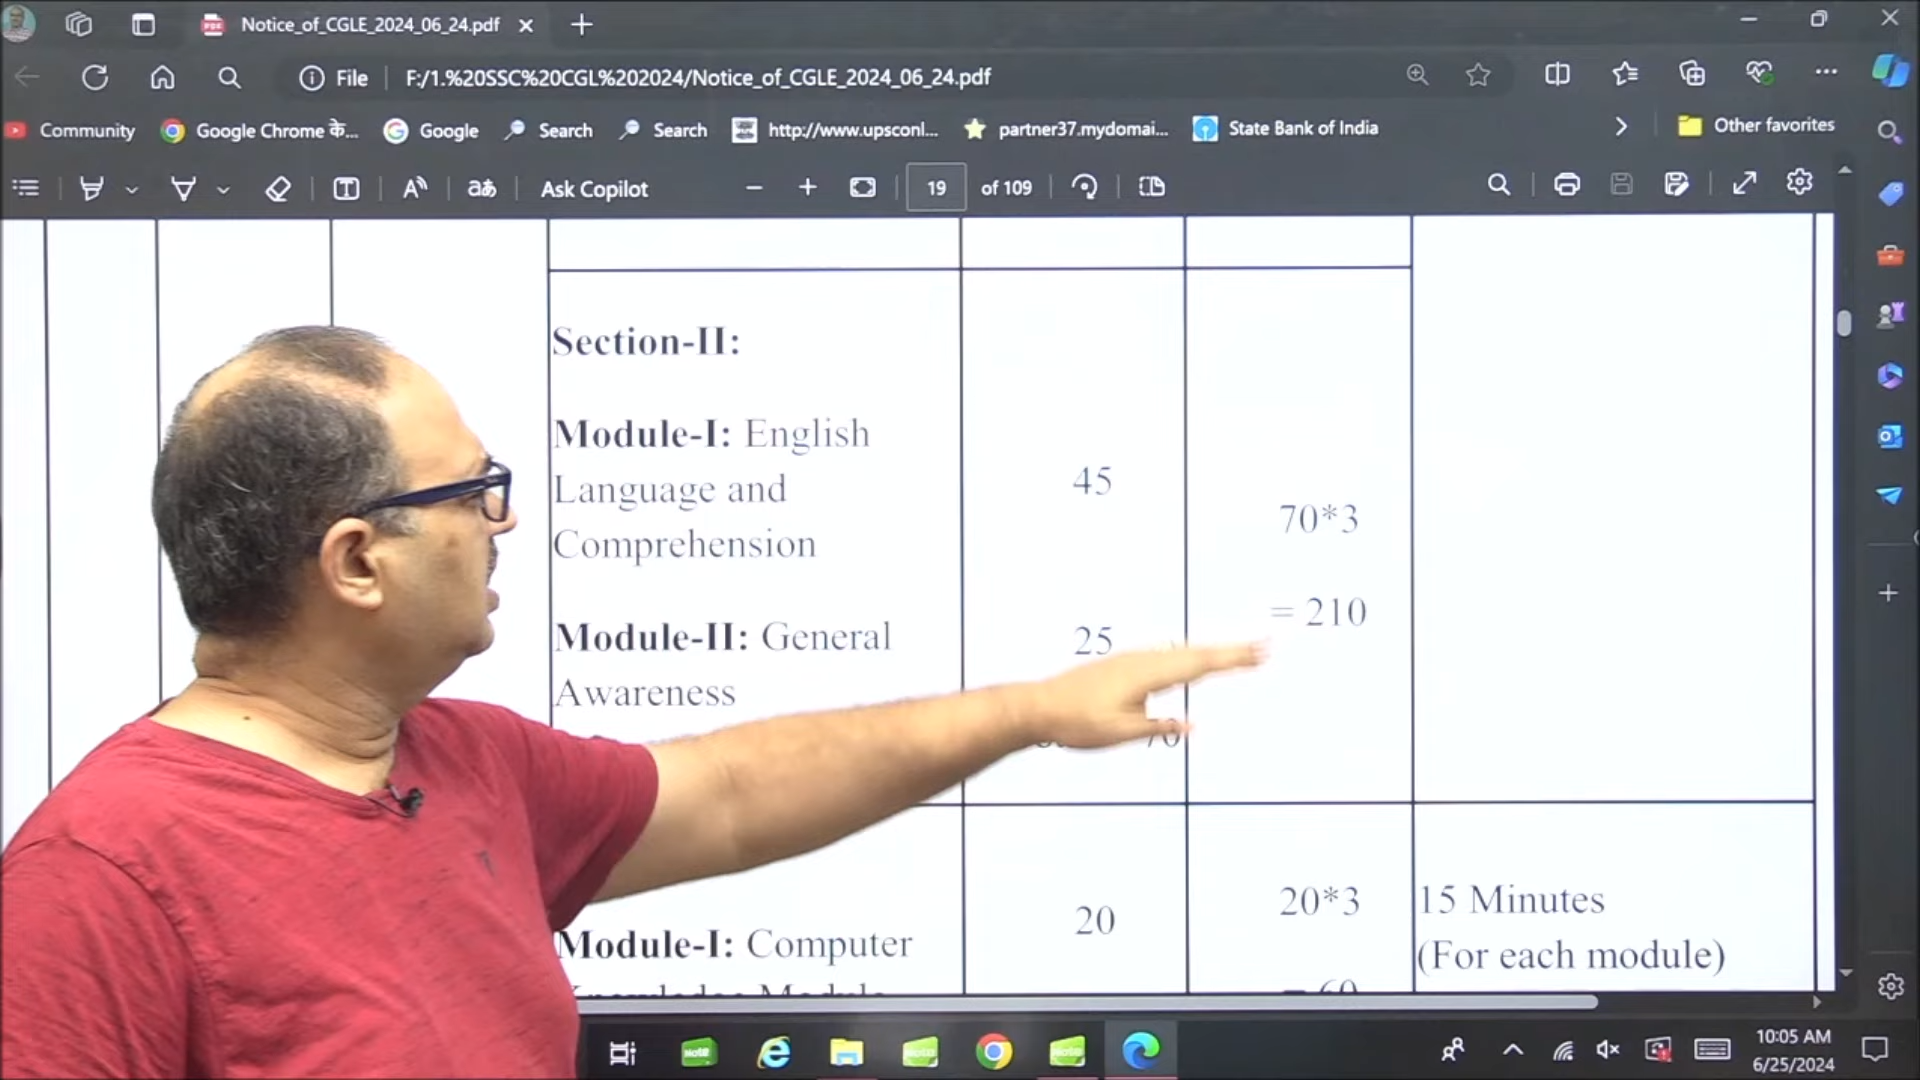 Notice_of_CGLE_2024_06_24.pdf
File
F:/1.%20SSC%20CGL%202024/Notice_of_CGLE_2024_06_24.pdf
Community
Google Chrome के...
Google
Search
Search
http://www.upsconl...
partner37.mydomai...
State Bank of India
Other favorites
Ask Copilot
19 of 109
Section-II:
Module-I: English
Language and
Comprehension
45
70*3
= 210
Module-II: General
Awareness
25
70
Module-I: Computer
20
20*3
15 Minutes
(For each module)
10:05 AM
6/25/2024